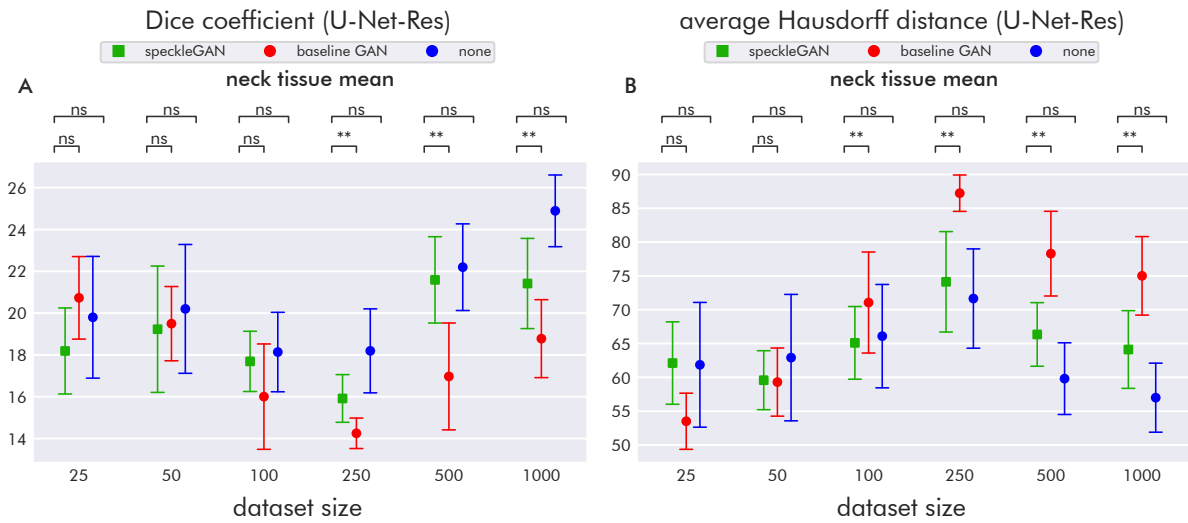 Dice coefficient (U-Net-Res)
speckleGAN baseline GAN none
A neck tissue mean
ns ns ns ns ns ns
ns ns ns ** ** **
26
24
22
20
18
16
14
25 50 100 250 500 1000
dataset size
average Hausdorff distance (U-Net-Res)
speckleGAN baseline GAN none
B neck tissue mean
ns ns ns ns ns ns
ns ns ** ** ** **
90
85
80
75
70
65
60
55
50
25 50 100 250 500 1000
dataset size